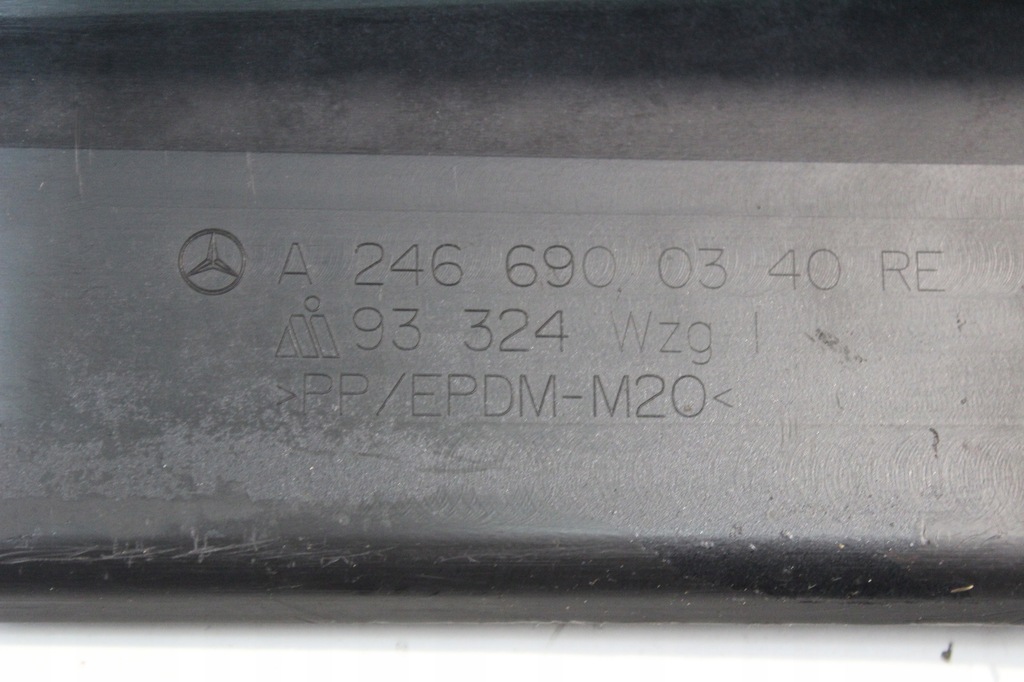 A 246 690 03 40 RE
93 324 Wzg I
>PP/EPDM-M20<